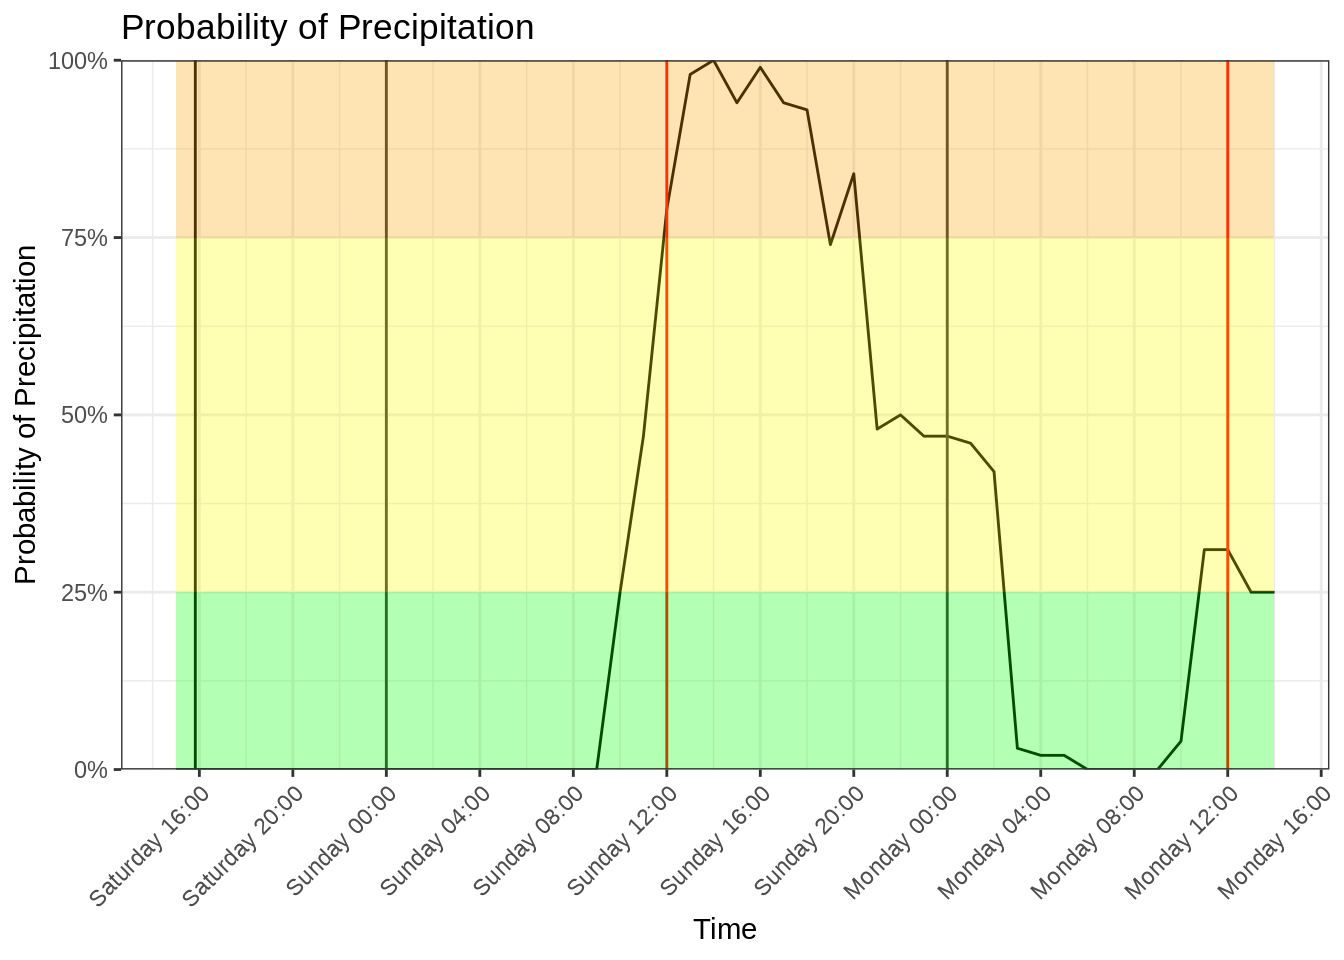 Probability of Precipitation
100%
75%
50%
25%
0%
Probability of Precipitation
Saturday 16:00
Saturday 20:00
Sunday 00:00
Sunday 04:00
Sunday 08:00
Sunday 12:00
Sunday 16:00
Sunday 20:00
Monday 00:00
Monday 04:00
Monday 08:00
Monday 12:00
Monday 16:00
Time